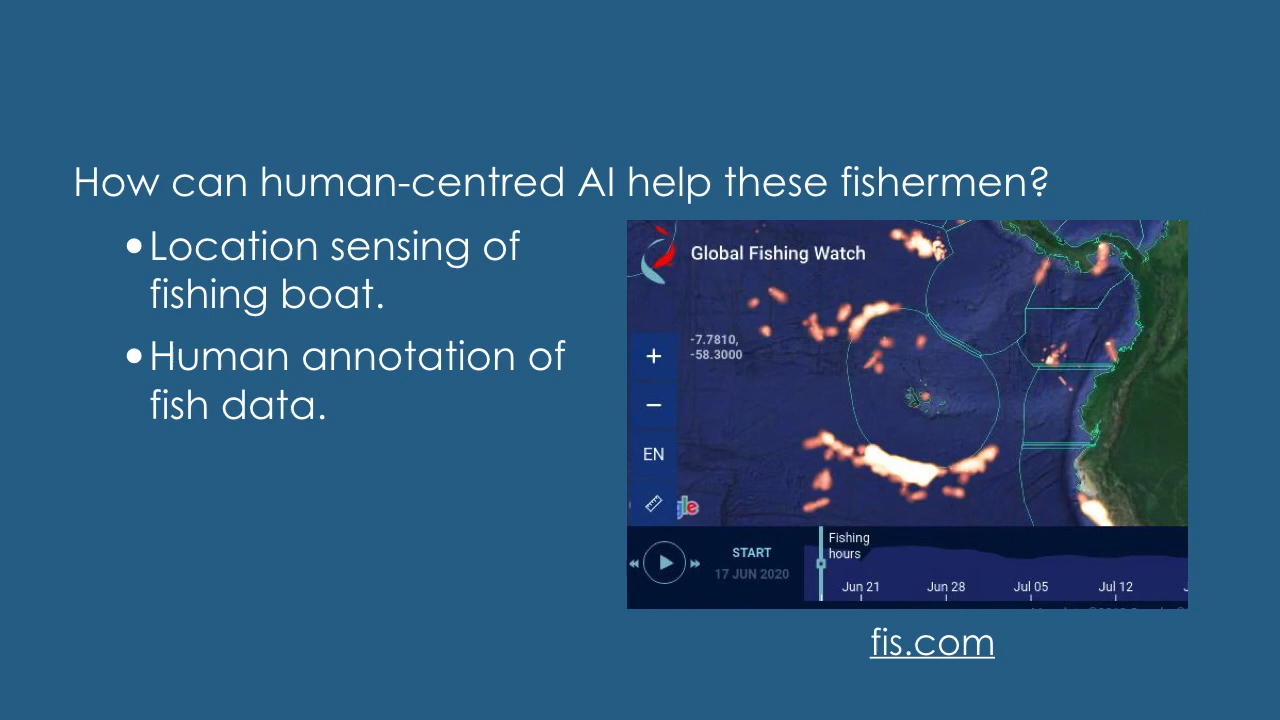 How can human-centred AI help these fishermen?
•Location sensing of
fishing boat.
•Human annotation of
fish data.
Global Fishing Watch
-7.7810,
-58.3000
+
−
EN
gle
START
17 JUN 2020
Fishing
hours
Jun 21
Jun 28
Jul 05
Jul 12
fis.com